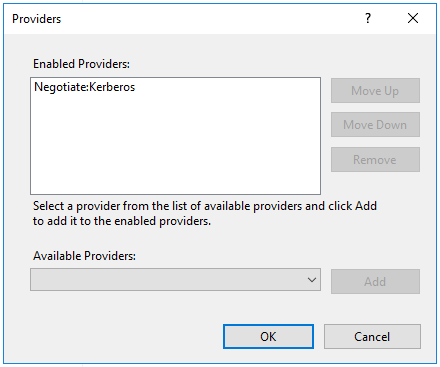 Providers
?
Enabled Providers:
Negotiate:Kerberos
Move Up
Move Down
Remove
Select a provider from the list of available providers and click Add
to add it to the enabled providers.
Available Providers:
Add
OK
Cancel